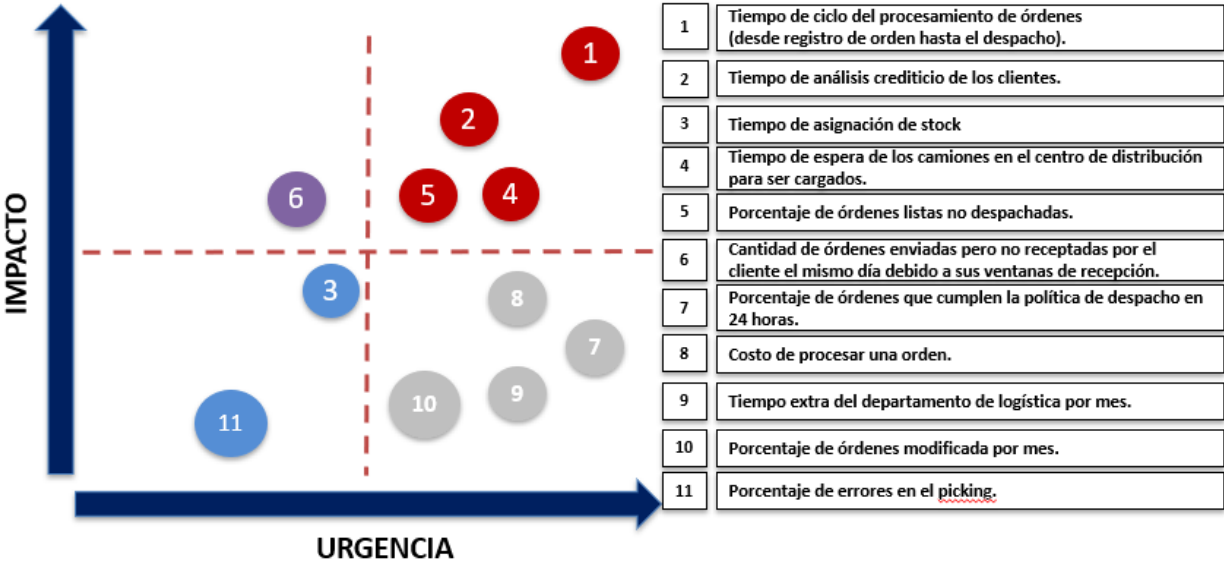 IMPACTO
1
2
5
4
6
3
8
7
9
10
11
URGENCIA
1
Tiempo de ciclo del procesamiento de órdenes
(desde registro de orden hasta el despacho).
2
Tiempo de análisis crediticio de los clientes.
3
Tiempo de asignación de stock
4
Tiempo de espera de los camiones en el centro de distribución
para ser cargados.
5
Porcentaje de órdenes listas no despachadas.
6
Cantidad de órdenes enviadas pero no receptadas por el
cliente el mismo día debido a sus ventanas de recepción.
7
Porcentaje de órdenes que cumplen la política de despacho en
24 horas.
8
Costo de procesar una orden.
9
Tiempo extra del departamento de logística por mes.
10
Porcentaje de órdenes modificada por mes.
11
Porcentaje de errores en el picking.